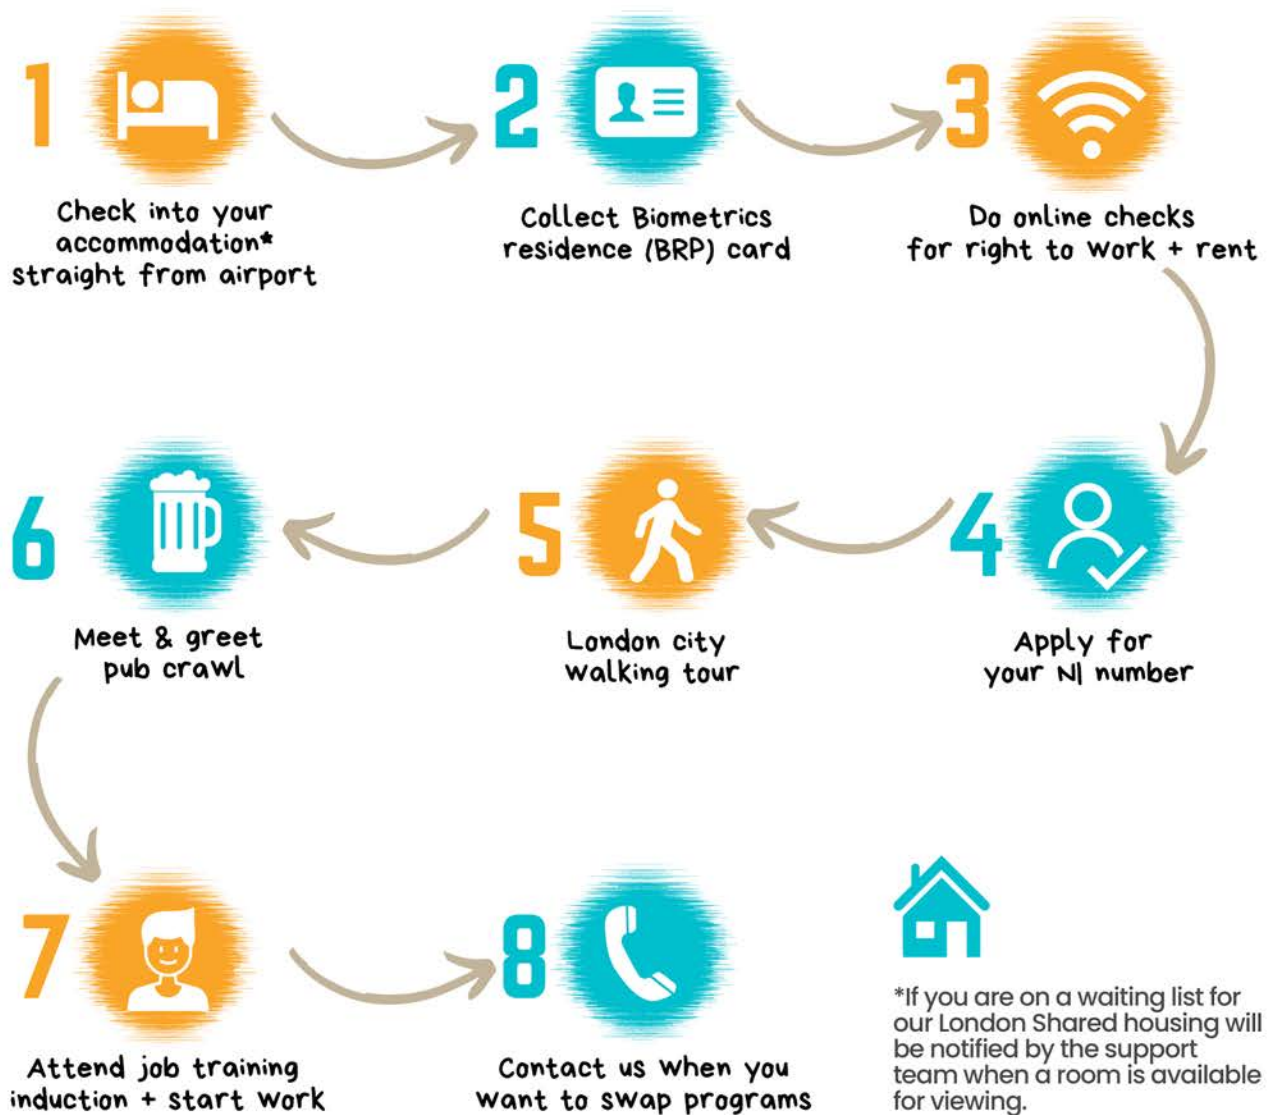 1
Check into your
accommodation*
straight from airport
2
Collect Biometrics
residence (BRP) card
3
Do online checks
for right to work + rent
4
Apply for
your NI number
5
London city
walking tour
6
Meet & greet
pub crawl
7
Attend job training
induction + start work
8
Contact us when you
want to swap programs
*If you are on a waiting list for
our London Shared housing will
be notified by the support
team when a room is available
for viewing.